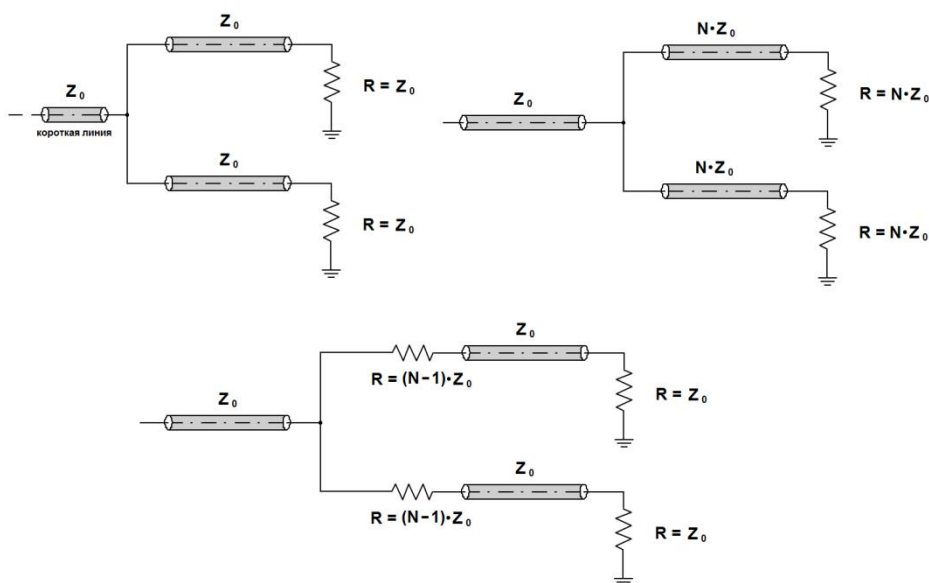 Z₀
Z₀
короткая линия
R = Z₀
Z₀
R = Z₀
N·Z₀
Z₀
R = N·Z₀
N·Z₀
R = N·Z₀
Z₀
R = (N−1)·Z₀
Z₀
R = Z₀
Z₀
R = (N−1)·Z₀
R = Z₀